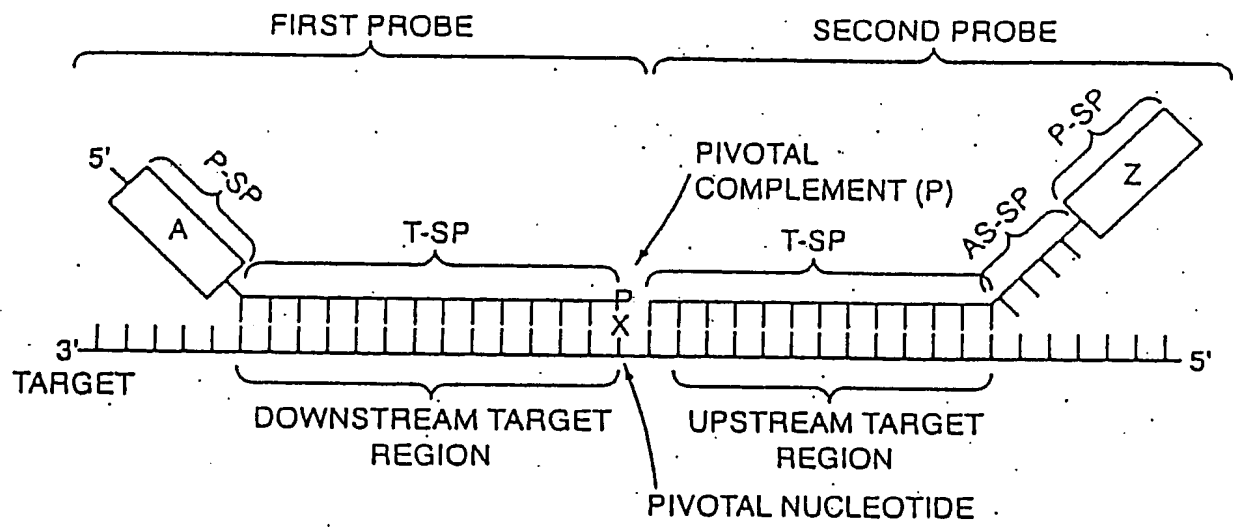 FIRST PROBE
SECOND PROBE
5'
P-SP
A
T-SP
PIVOTAL
COMPLEMENT (P)
T-SP
AS-SP
P-SP
Z
P
X
3'
5'
TARGET
DOWNSTREAM TARGET
REGION
UPSTREAM TARGET
REGION
PIVOTAL NUCLEOTIDE